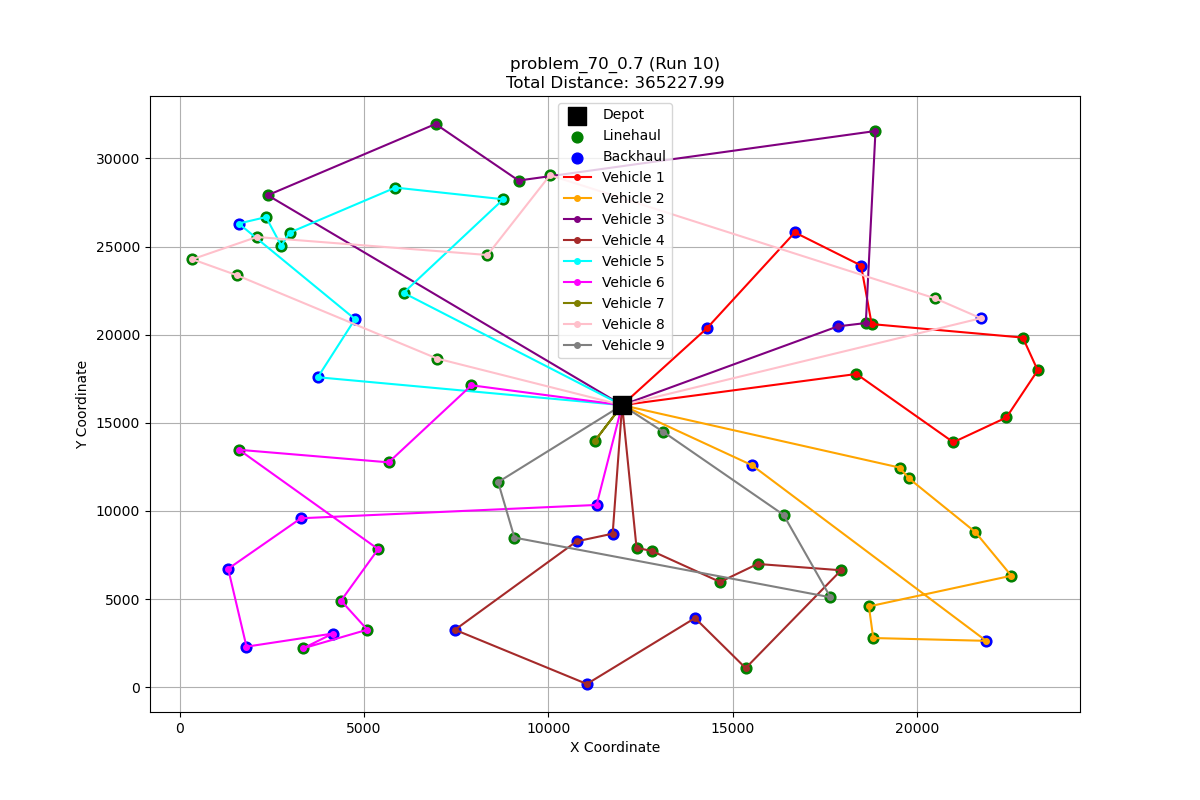 problem_70_0.7 (Run 10)
Total Distance: 365227.99
Depot
Linehaul
Backhaul
Vehicle 1
Vehicle 2
Vehicle 3
Vehicle 4
Vehicle 5
Vehicle 6
Vehicle 7
Vehicle 8
Vehicle 9
30000
25000
20000
15000
10000
5000
0
Y Coordinate
0 5000 10000 15000 20000
X Coordinate